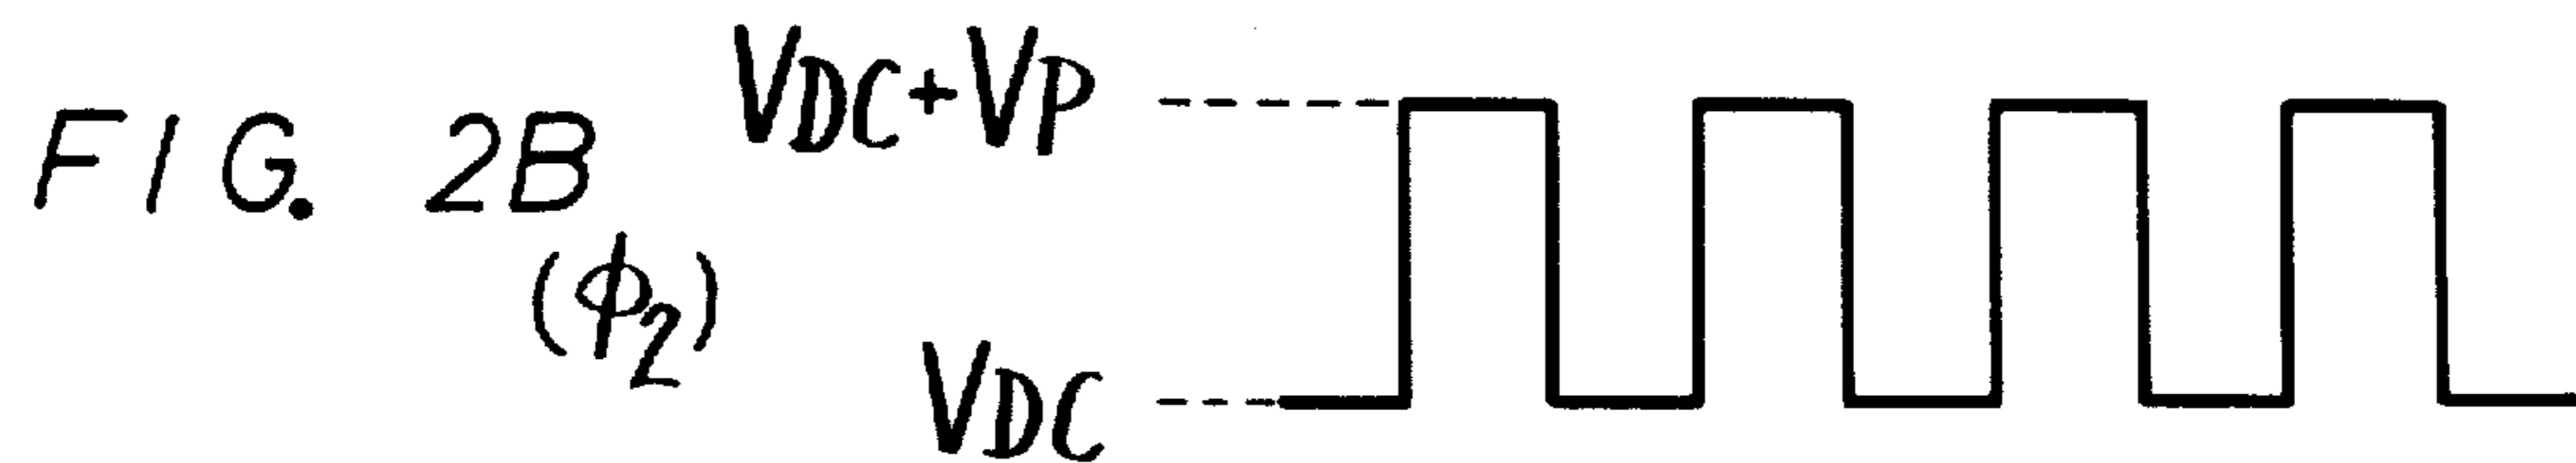 FIG. 2B
(ϕ2)
VDC+VP
VDC